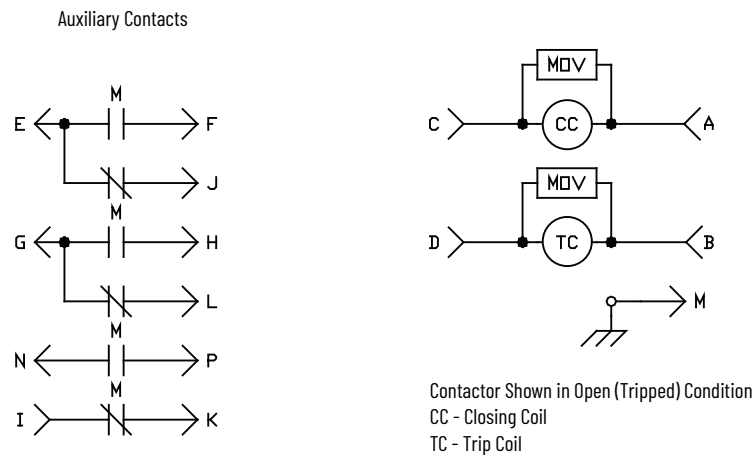 Auxiliary Contacts
M
E F
J
M
G H
L
M
N P
M
I K
MOV
C CC A
MOV
D TC B
M
Contactor Shown in Open (Tripped) Condition
CC - Closing Coil
TC - Trip Coil